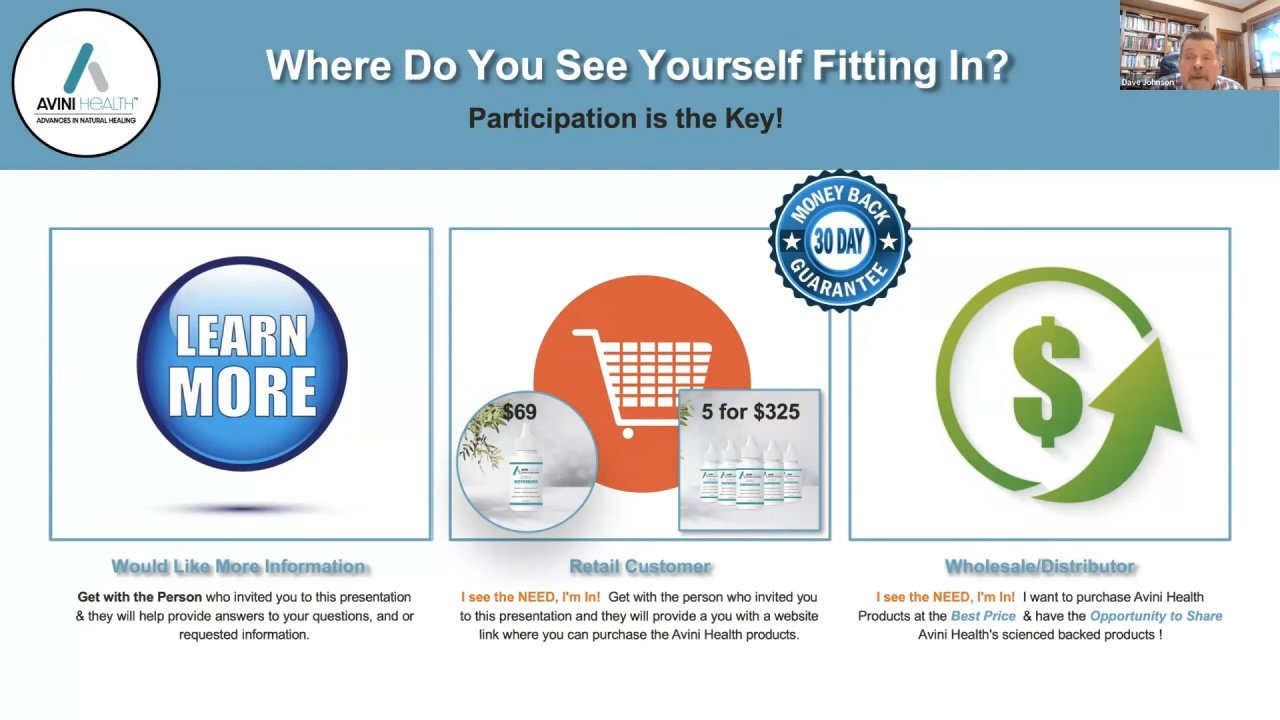 AVINI HEALTH™
ADVANCES IN NATURAL HEALING
Where Do You See Yourself Fitting In?
Participation is the Key!
Dave Johnson
MONEY BACK
30 DAY
GUARANTEE
LEARN
MORE
$69
DEFENDER
5 for $325
DEFENDER
$
Would Like More Information
Get with the Person who invited you to this presentation
& they will help provide answers to your questions, and or
requested information.
Retail Customer
I see the NEED, I'm In! Get with the person who invited you
to this presentation and they will provide a you with a website
link where you can purchase the Avini Health products.
Wholesale/Distributor
I see the NEED, I'm In! I want to purchase Avini Health
Products at the Best Price & have the Opportunity to Share
Avini Health's scienced backed products !